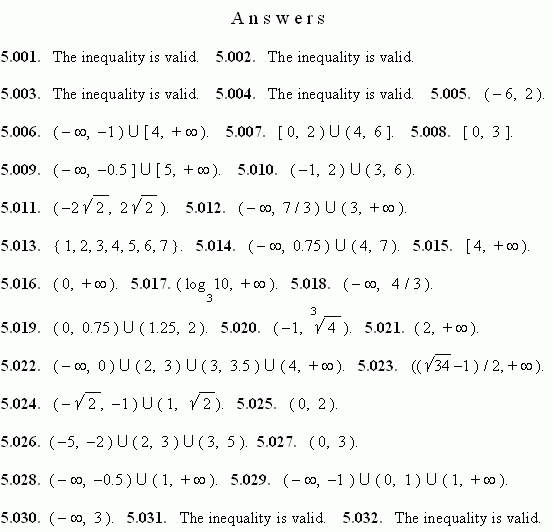 Answers
5.001. The inequality is valid. 5.002. The inequality is valid.
5.003. The inequality is valid. 5.004. The inequality is valid. 5.005. (−6, 2).
5.006. (−∞, −1) U [4, +∞). 5.007. [0, 2) U (4, 6]. 5.008. [0, 3].
5.009. (−∞, −0.5] U [5, +∞). 5.010. (−1, 2) U (3, 6).
5.011. (−2√2, 2√2). 5.012. (−∞, 7/3) U (3, +∞).
5.013. {1, 2, 3, 4, 5, 6, 7}. 5.014. (−∞, 0.75) U (4, 7). 5.015. [4, +∞).
5.016. (0, +∞). 5.017. (log₃10, +∞). 5.018. (−∞, 4/3).
5.019. (0, 0.75) U (1.25, 2). 5.020. (−1, ³√4). 5.021. (2, +∞).
5.022. (−∞, 0) U (2, 3) U (3, 3.5) U (4, +∞). 5.023. ((√34−1)/2, +∞).
5.024. (−√2, −1) U (1, √2). 5.025. (0, 2).
5.026. (−5, −2) U (2, 3) U (3, 5). 5.027. (0, 3).
5.028. (−∞, −0.5) U (1, +∞). 5.029. (−∞, −1) U (0, 1) U (1, +∞).
5.030. (−∞, 3). 5.031. The inequality is valid. 5.032. The inequality is valid.